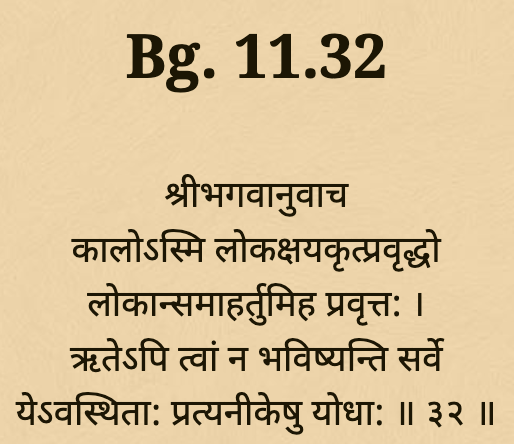 Bg. 11.32
श्रीभगवानुवाच
कालोऽस्मि लोकक्षयकृत्प्रवृद्धो
लोकान्समाहर्तुमिह प्रवृत्त: ।
ऋतेऽपि त्वां न भविष्यन्ति सर्वे
येऽवस्थिता: प्रत्यनीकेषु योधा: ॥ ३२ ॥